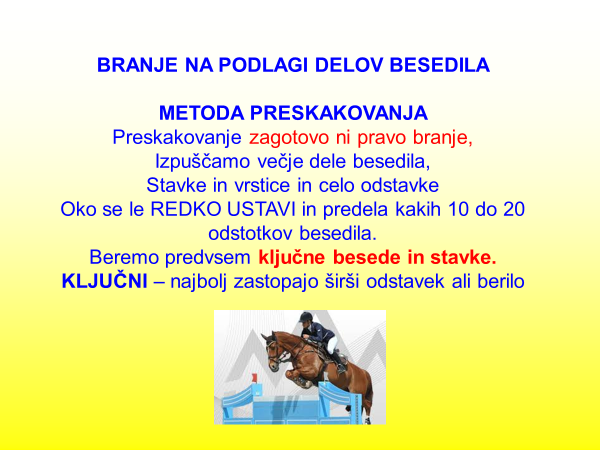 BRANJE NA PODLAGI DELOV BESEDILA
METODA PRESKAKOVANJA
Preskakovanje zagotovo ni pravo branje,
Izpuščamo večje dele besedila,
Stavke in vrstice in celo odstavke
Oko se le REDKO USTAVI in predela kakih 10 do 20
odstotkov besedila.
Beremo predvsem ključne besede in stavke.
KLJUČNI – najbolj zastopajo širši odstavek ali berilo